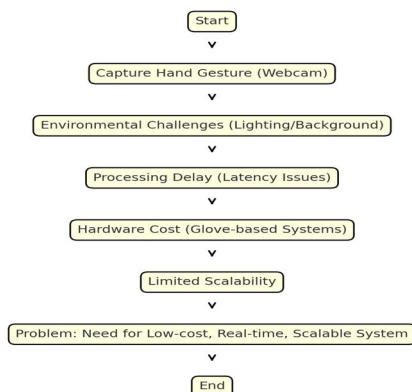 Start
Capture Hand Gesture (Webcam)
Environmental Challenges (Lighting/Background)
Processing Delay (Latency Issues)
Hardware Cost (Glove-based Systems)
Limited Scalability
Problem: Need for Low-cost, Real-time, Scalable System
End